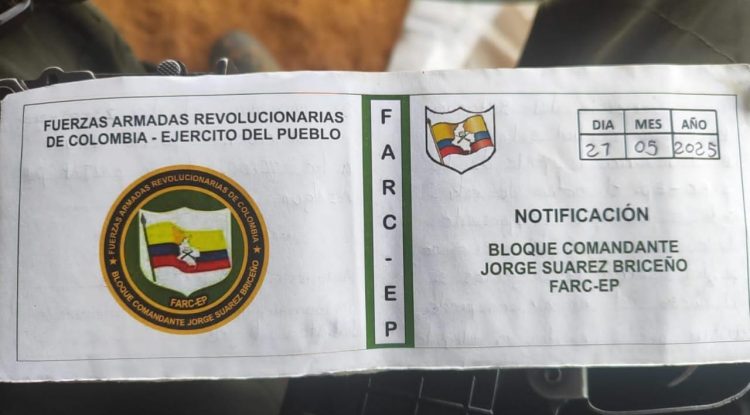 FUERZAS ARMADAS REVOLUCIONARIAS
DE COLOMBIA - EJERCITO DEL PUEBLO
★ FUERZAS ARMADAS REVOLUCIONARIAS DE COLOMBIA ★
FARC-EP
BLOQUE COMANDANTE JORGE SUAREZ BRICEÑO
F
A
R
C
-
E
P
DIA MES AÑO
21 05 2025
NOTIFICACIÓN
BLOQUE COMANDANTE
JORGE SUAREZ BRICEÑO
FARC-EP